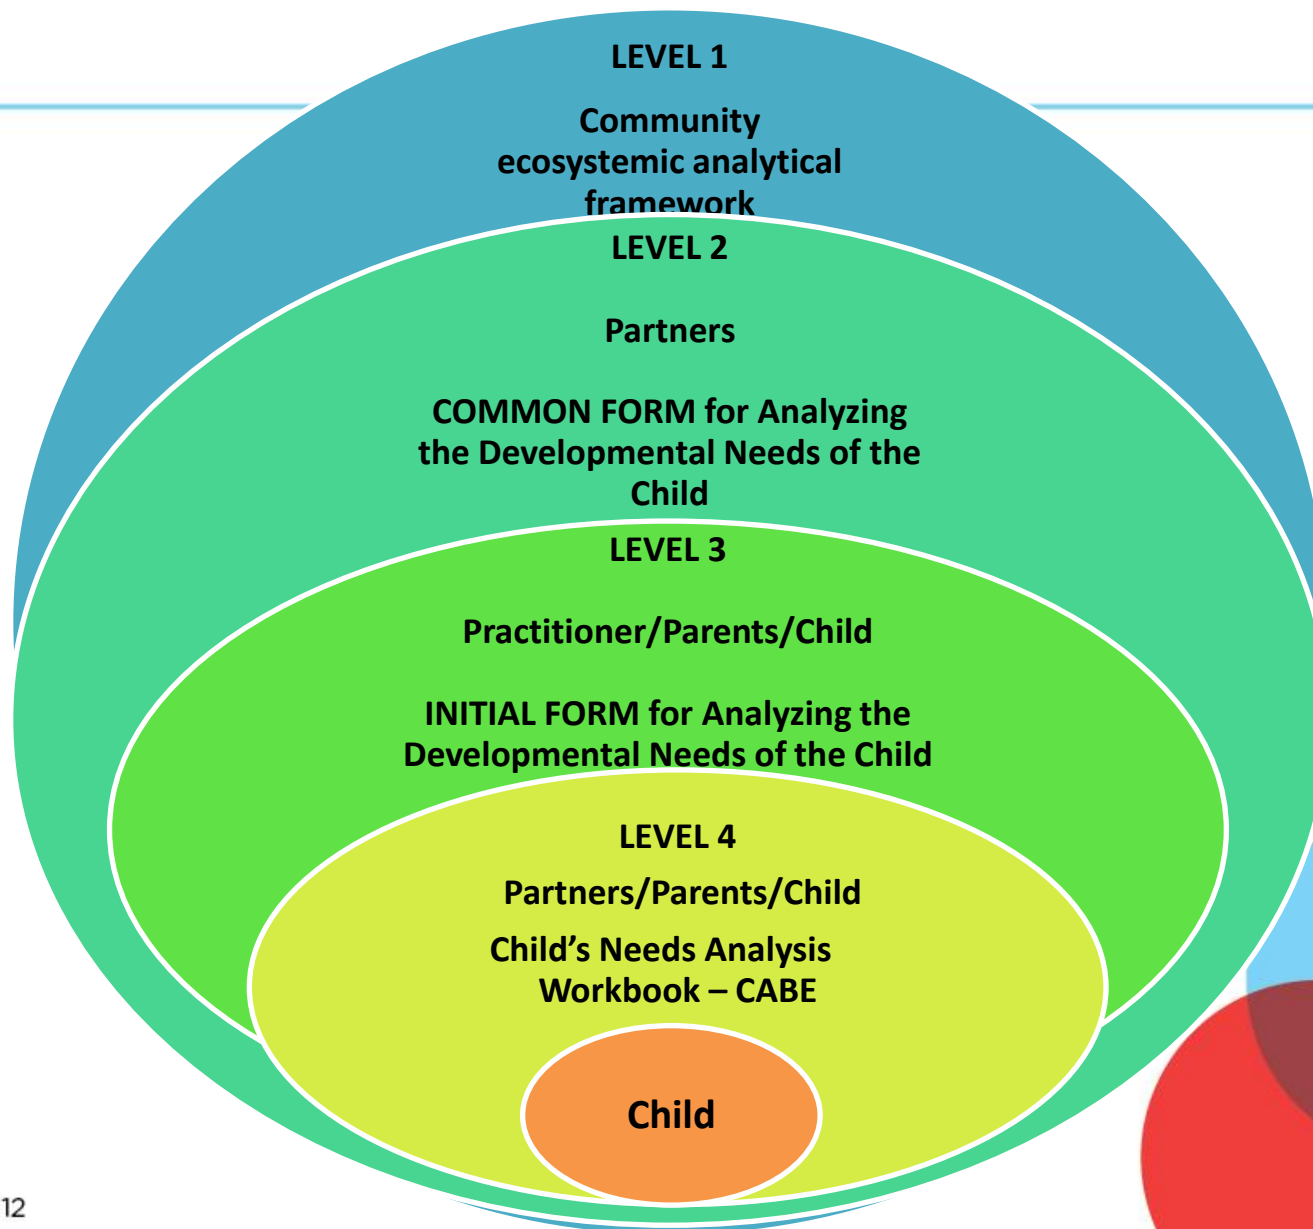 LEVEL 1
Community
ecosystemic analytical
framework
LEVEL 2
Partners
COMMON FORM for Analyzing
the Developmental Needs of the
Child
LEVEL 3
Practitioner/Parents/Child
INITIAL FORM for Analyzing the
Developmental Needs of the Child
LEVEL 4
Partners/Parents/Child
Child’s Needs Analysis
Workbook – CABE
Child
12